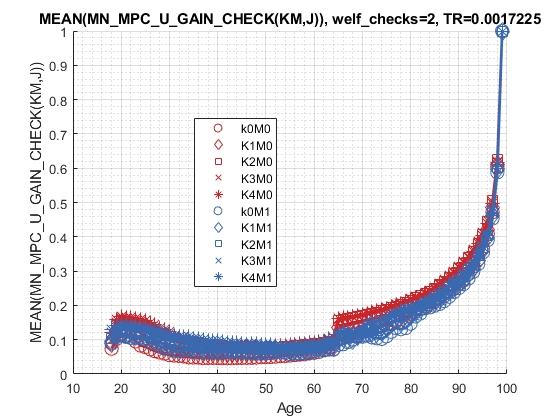 MEAN(MN_MPC_U_GAIN_CHECK(KM,J)), welf_checks=2, TR=0.0017225
MEAN(MN_MPC_U_GAIN_CHECK(KM,J))
1
0.9
0.8
0.7
0.6
0.5
0.4
0.3
0.2
0.1
0
k0M0
K1M0
K2M0
K3M0
K4M0
k0M1
K1M1
K2M1
K3M1
K4M1
10 20 30 40 50 60 70 80 90 100
Age